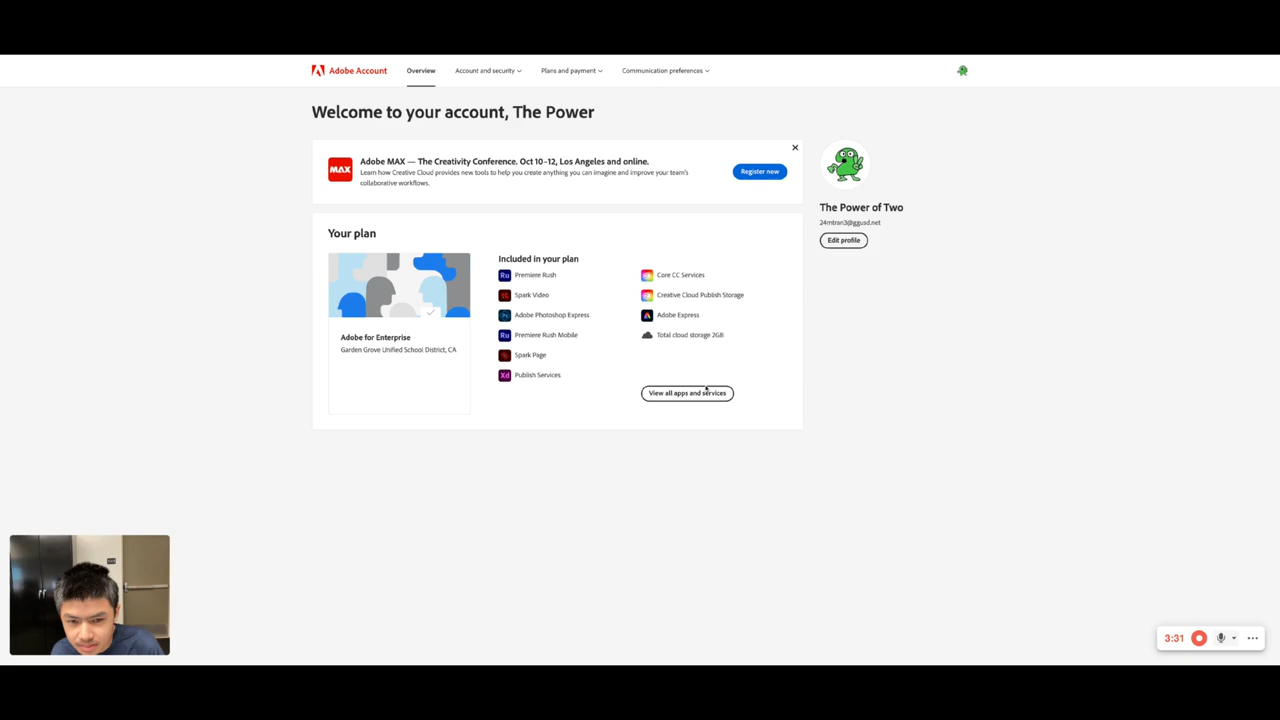 Adobe Account
Overview
Account and security
Plans and payment
Communication preferences
Welcome to your account, The Power
MAX
Adobe MAX — The Creativity Conference. Oct 10-12, Los Angeles and online.
Learn how Creative Cloud provides new tools to help you create anything you can imagine and improve your team's
collaborative workflows.
Register now
The Power of Two
24mtran3@ggusd.net
Edit profile
Your plan
Adobe for Enterprise
Garden Grove Unified School District, CA
Included in your plan
Ru Premiere Rush
Spark Video
Ps Adobe Photoshop Express
Ru Premiere Rush Mobile
Spark Page
Xd Publish Services
Core CC Services
Creative Cloud Publish Storage
Adobe Express
Total cloud storage 2GB
View all apps and services
3:31